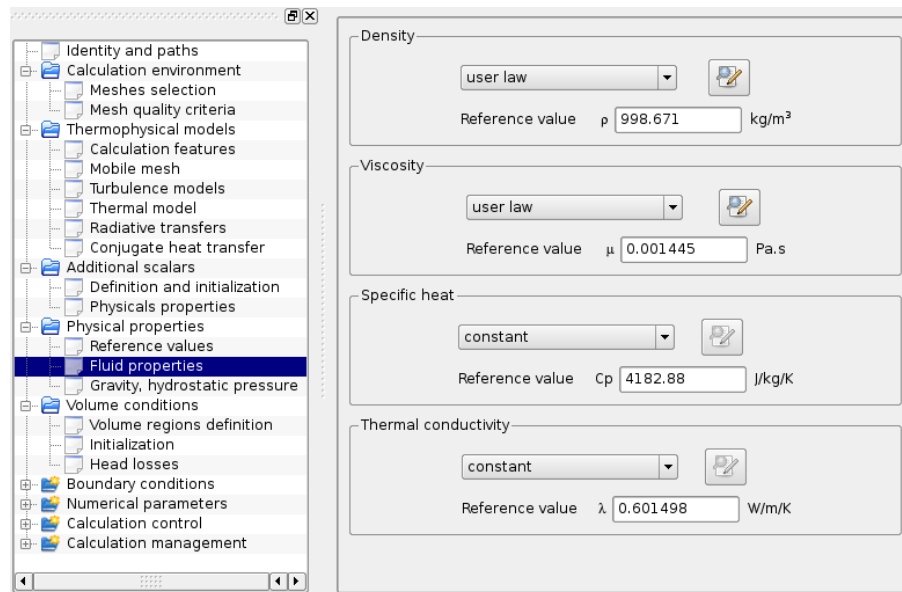 Identity and paths
Calculation environment
Meshes selection
Mesh quality criteria
Thermophysical models
Calculation features
Mobile mesh
Turbulence models
Thermal model
Radiative transfers
Conjugate heat transfer
Additional scalars
Definition and initialization
Physicals properties
Physical properties
Reference values
Fluid properties
Gravity, hydrostatic pressure
Volume conditions
Volume regions definition
Initialization
Head losses
Boundary conditions
Numerical parameters
Calculation control
Calculation management
Density
user law
Reference value ρ 998.671 kg/m³
Viscosity
user law
Reference value μ 0.001445 Pa.s
Specific heat
constant
Reference value Cp 4182.88 J/kg/K
Thermal conductivity
constant
Reference value λ 0.601498 W/m/K